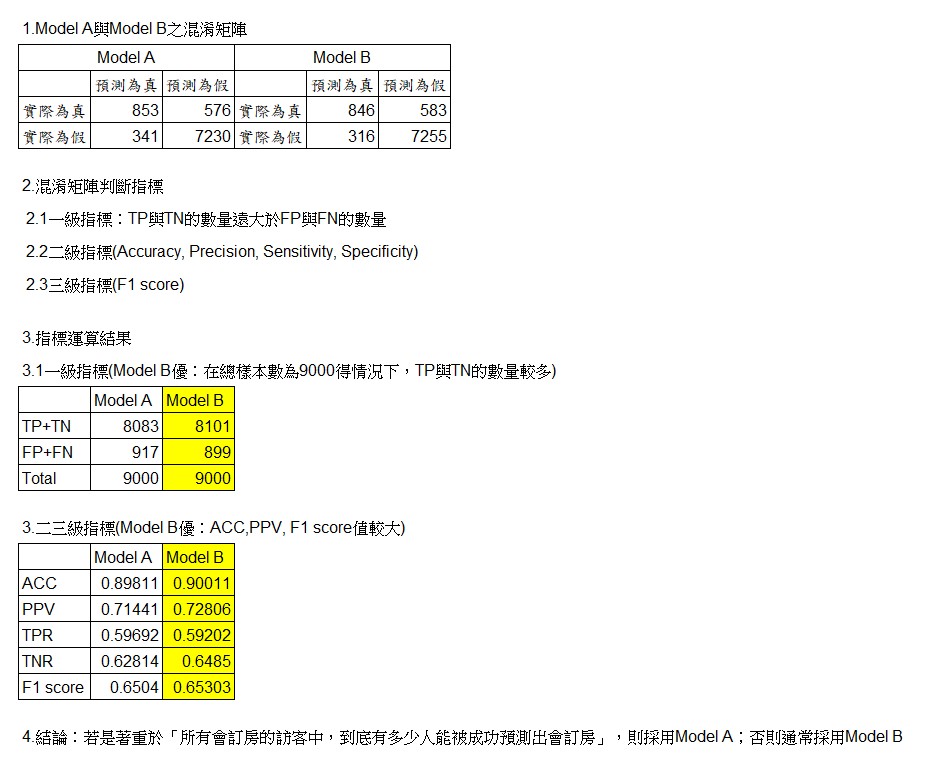 1.Model A與Model B之混淆矩陣
Model A Model B
預測為真 預測為假 預測為真 預測為假
實際為真 853 576 實際為真 846 583
實際為假 341 7230 實際為假 316 7255
2.混淆矩陣判斷指標
2.1一級指標：TP與TN的數量遠大於FP與FN的數量
2.2二級指標(Accuracy, Precision, Sensitivity, Specificity)
2.3三級指標(F1 score)
3.指標運算結果
3.1一級指標(Model B優：在總樣本數為9000得情況下，TP與TN的數量較多)
Model A Model B
TP+TN 8083 8101
FP+FN 917 899
Total 9000 9000
3.二三級指標(Model B優：ACC,PPV, F1 score值較大)
Model A Model B
ACC 0.89811 0.90011
PPV 0.71441 0.72806
TPR 0.59692 0.59202
TNR 0.62814 0.6485
F1 score 0.6504 0.65303
4.結論：若是著重於「所有會訂房的訪客中，到底有多少人能被成功預測出會訂房」，則採用Model A；否則通常採用Model B